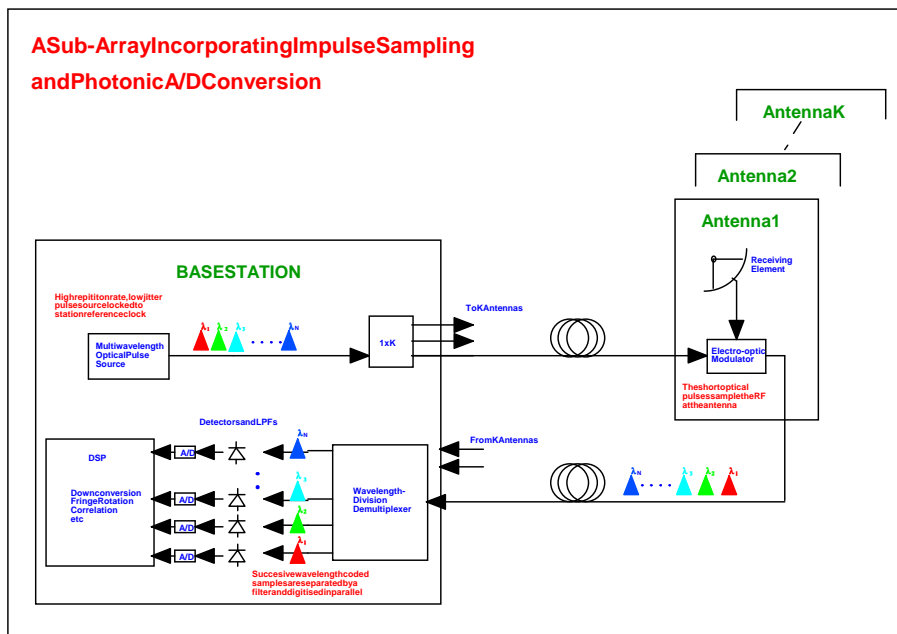 ASub-ArrayIncorporatingImpulseSampling
andPhotonicA/DConversion
AntennaK
Antenna2
Antenna1
Receiving
Element
BASESTATION
Highrepititonrate,lowjitter
pulsesourcelockedto
stationreferenceclock
λ1 λ2 λ3 λN
Multiwavelength
OpticalPulse
Source
1xK
ToKAntennas
Electro-optic
Modulator
Theshortoptical
pulsessampletheRF
attheantenna
DetectorsandLPFs
FromKAntennas
DSP
Downconversion
FringeRotation
Correlation
etc
A/D
A/D
A/D
A/D
λN
λ3
λ2
λ1
Wavelength-
Division
Demultiplexer
λN λ3 λ2 λ1
Succesivewavelengthcoded
samplesareseparatedbya
filteranddigitisedinparallel